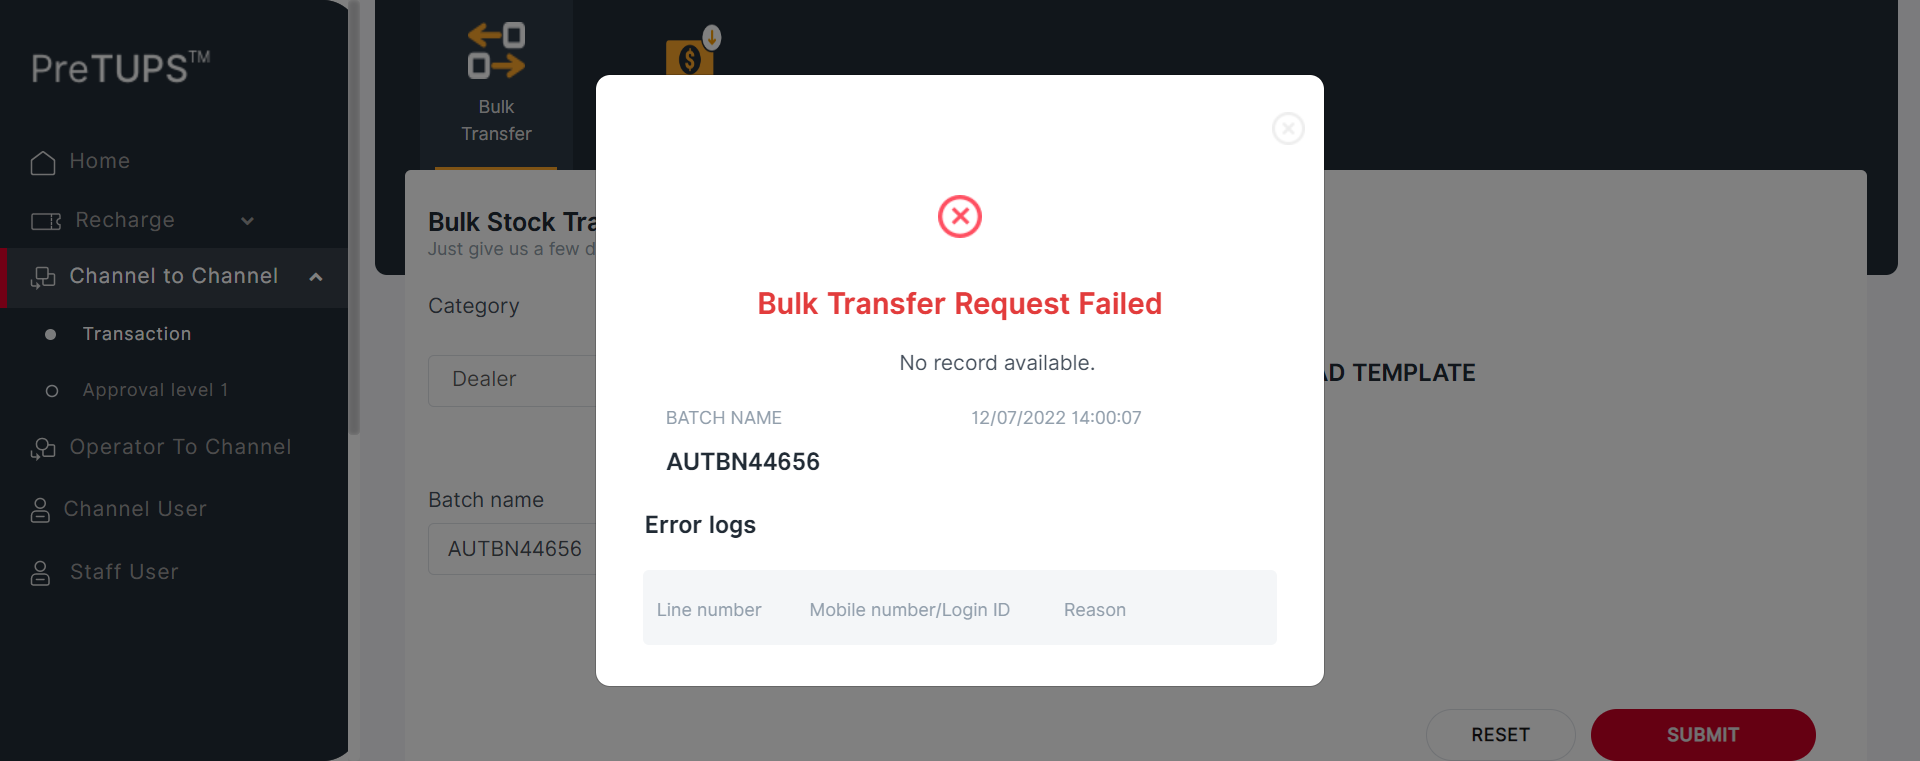 PreTUPS™
Home
Recharge
Channel to Channel
Transaction
Approval level 1
Operator To Channel
Channel User
Staff User
Bulk
Transfer
Bulk Stock
Just give us a few
Category
Dealer
Batch name
AUTBN44656
TEMPLATE
RESET
SUBMIT
Bulk Transfer Request Failed
No record available.
BATCH NAME 12/07/2022 14:00:07
AUTBN44656
Error logs
Line number Mobile number/Login ID Reason